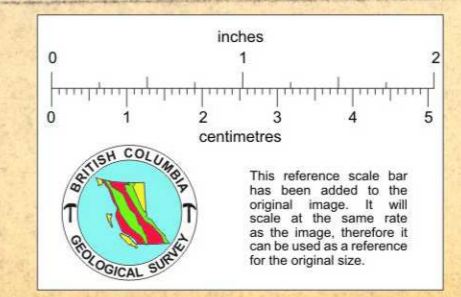 inches
0 1 2
0 1 2 3 4 5
centimetres
BRITISH COLUMBIA
GEOLOGICAL SURVEY
This reference scale bar
has been added to the
original image. It will
scale at the same rate
as the image, therefore it
can be used as a reference
for the original size.